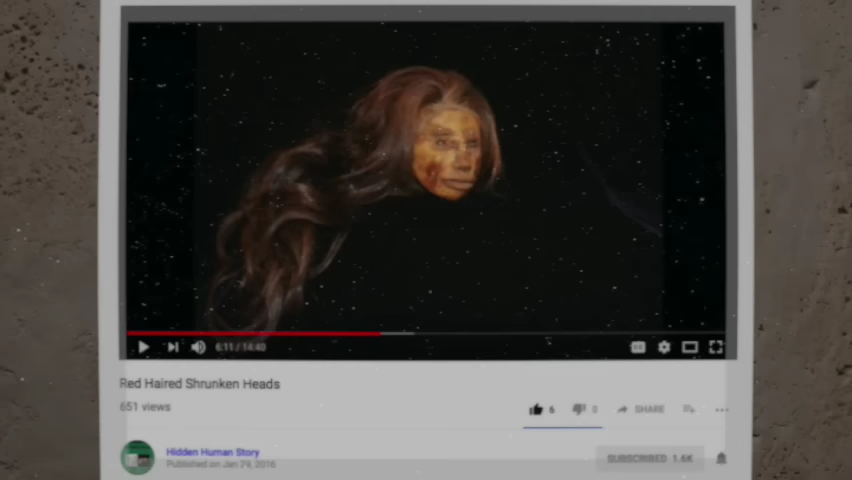 6:11 / 14:40
Red Haired Shrunken Heads
651 views
6 0 SHARE
Hidden Human Story
Published on Jan 29, 2016
SUBSCRIBED 1.6K